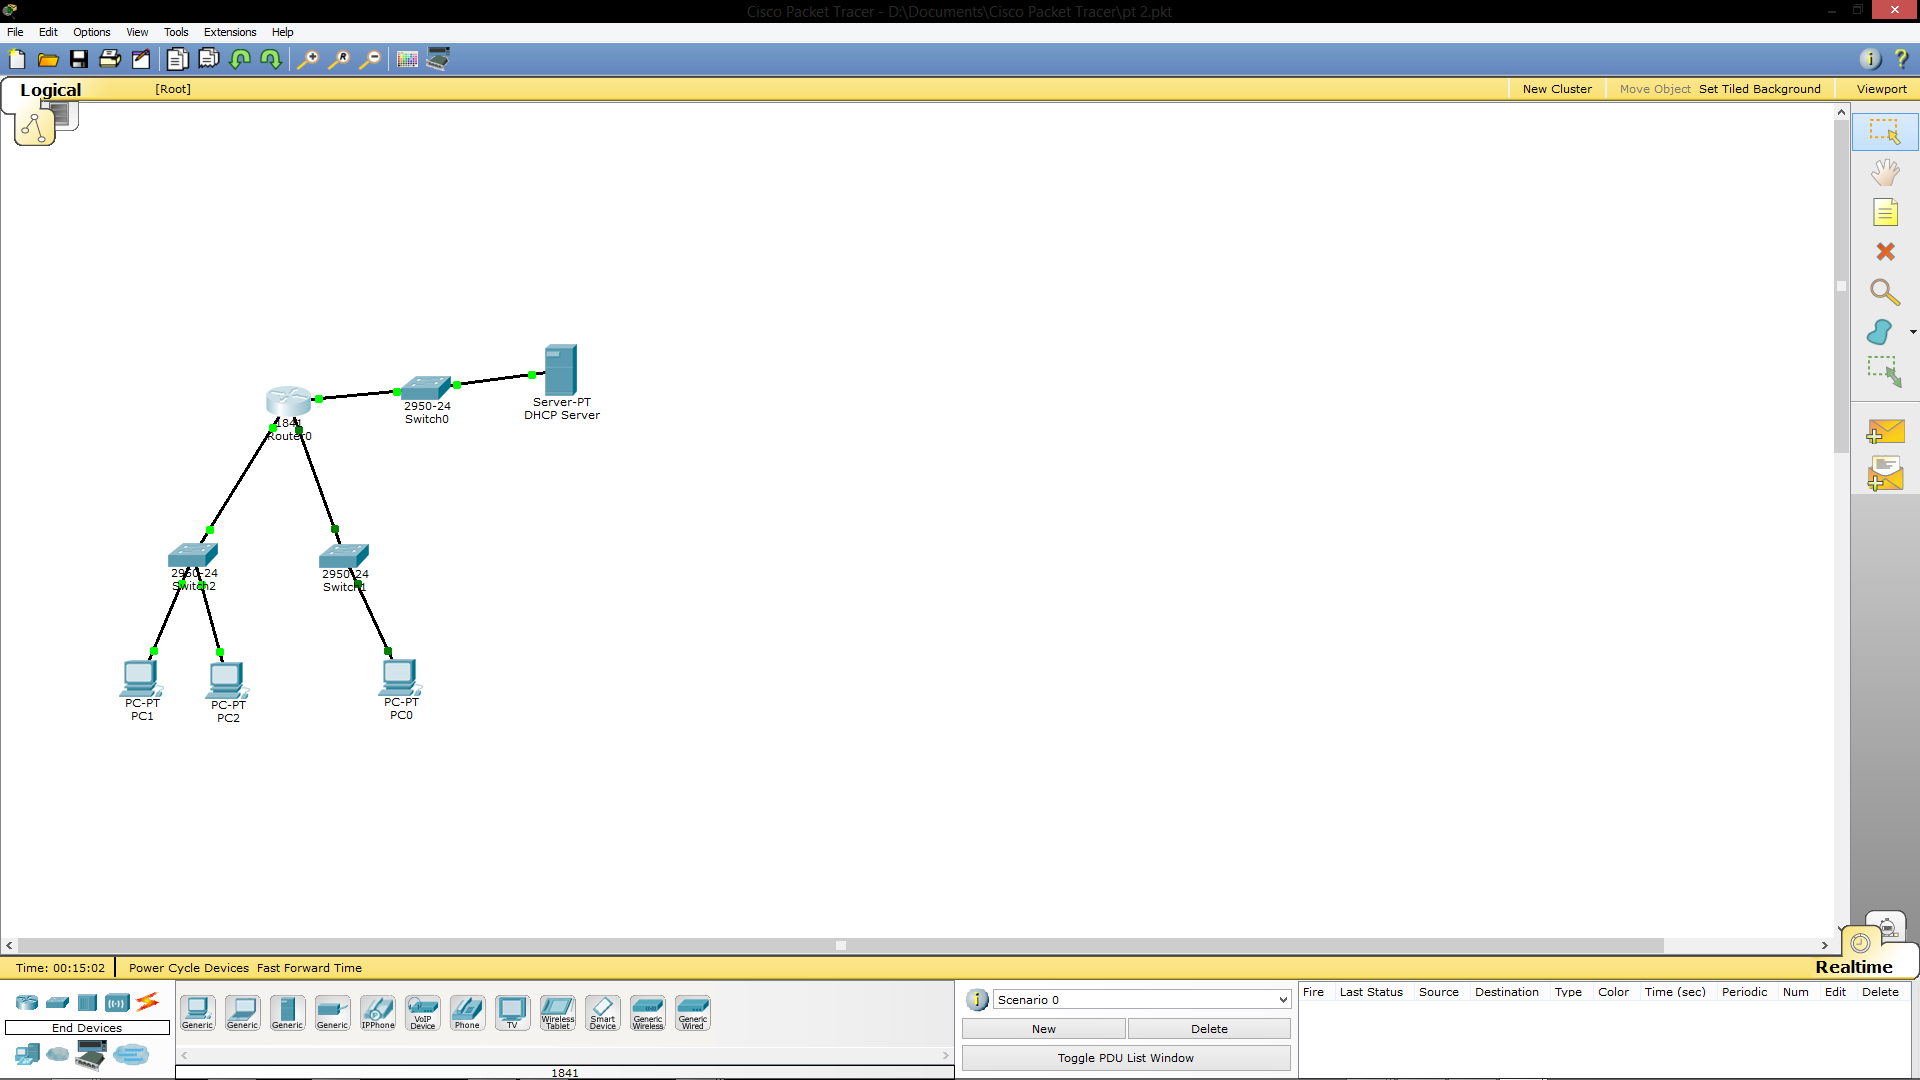 Cisco Packet Tracer - D:\Documents\Cisco Packet Tracer\pt 2.pkt
File Edit Options View Tools Extensions Help
Logical [Root] New Cluster Move Object Set Tiled Background Viewport
Server-PT
DHCP Server
2950-24
Switch0
1841
Router0
2950-24
Switch2
2950-24
Switch1
PC-PT
PC1
PC-PT
PC2
PC-PT
PC0
Time: 00:15:02 Power Cycle Devices Fast Forward Time Realtime
End Devices
Generic Generic Generic Generic IPPhone VoIP Device Phone TV Wireless Tablet Smart Device Generic Wireless Generic Wired
1841
Scenario 0
New Delete
Toggle PDU List Window
Fire Last Status Source Destination Type Color Time (sec) Periodic Num Edit Delete